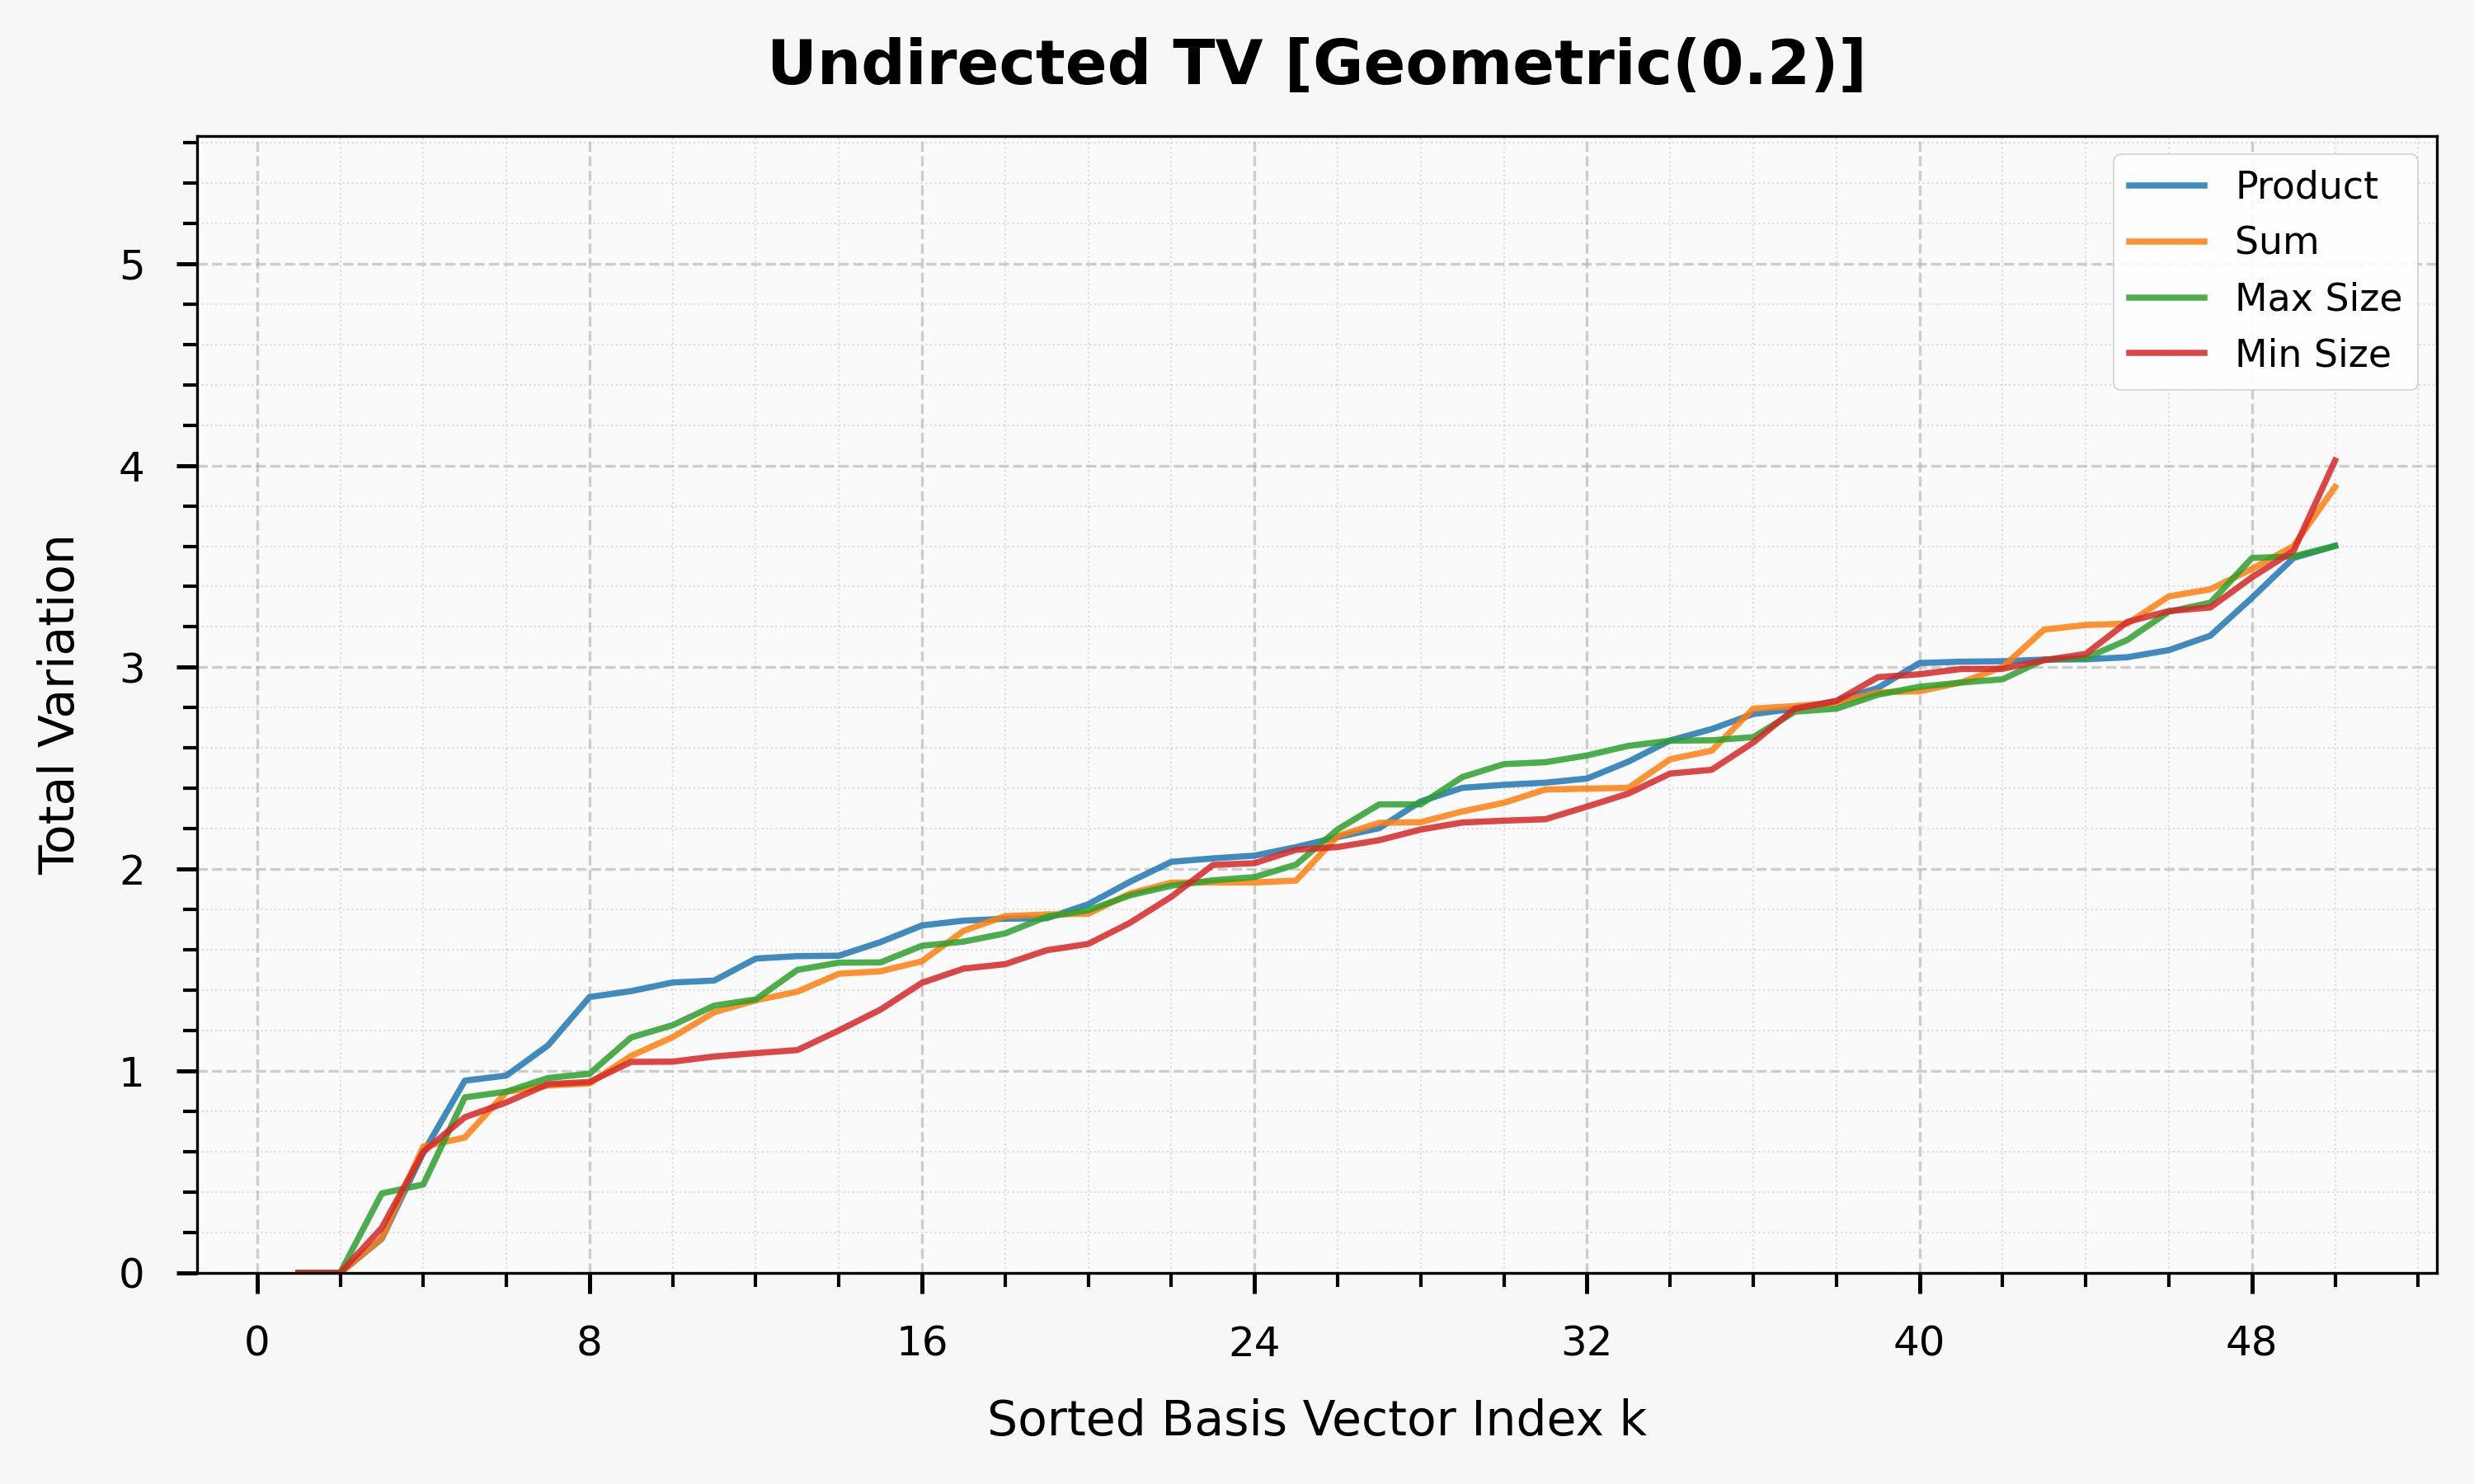 Undirected TV [Geometric(0.2)]
Product
Sum
Max Size
Min Size
Total Variation
5
4
3
2
1
0
0 8 16 24 32 40 48
Sorted Basis Vector Index k